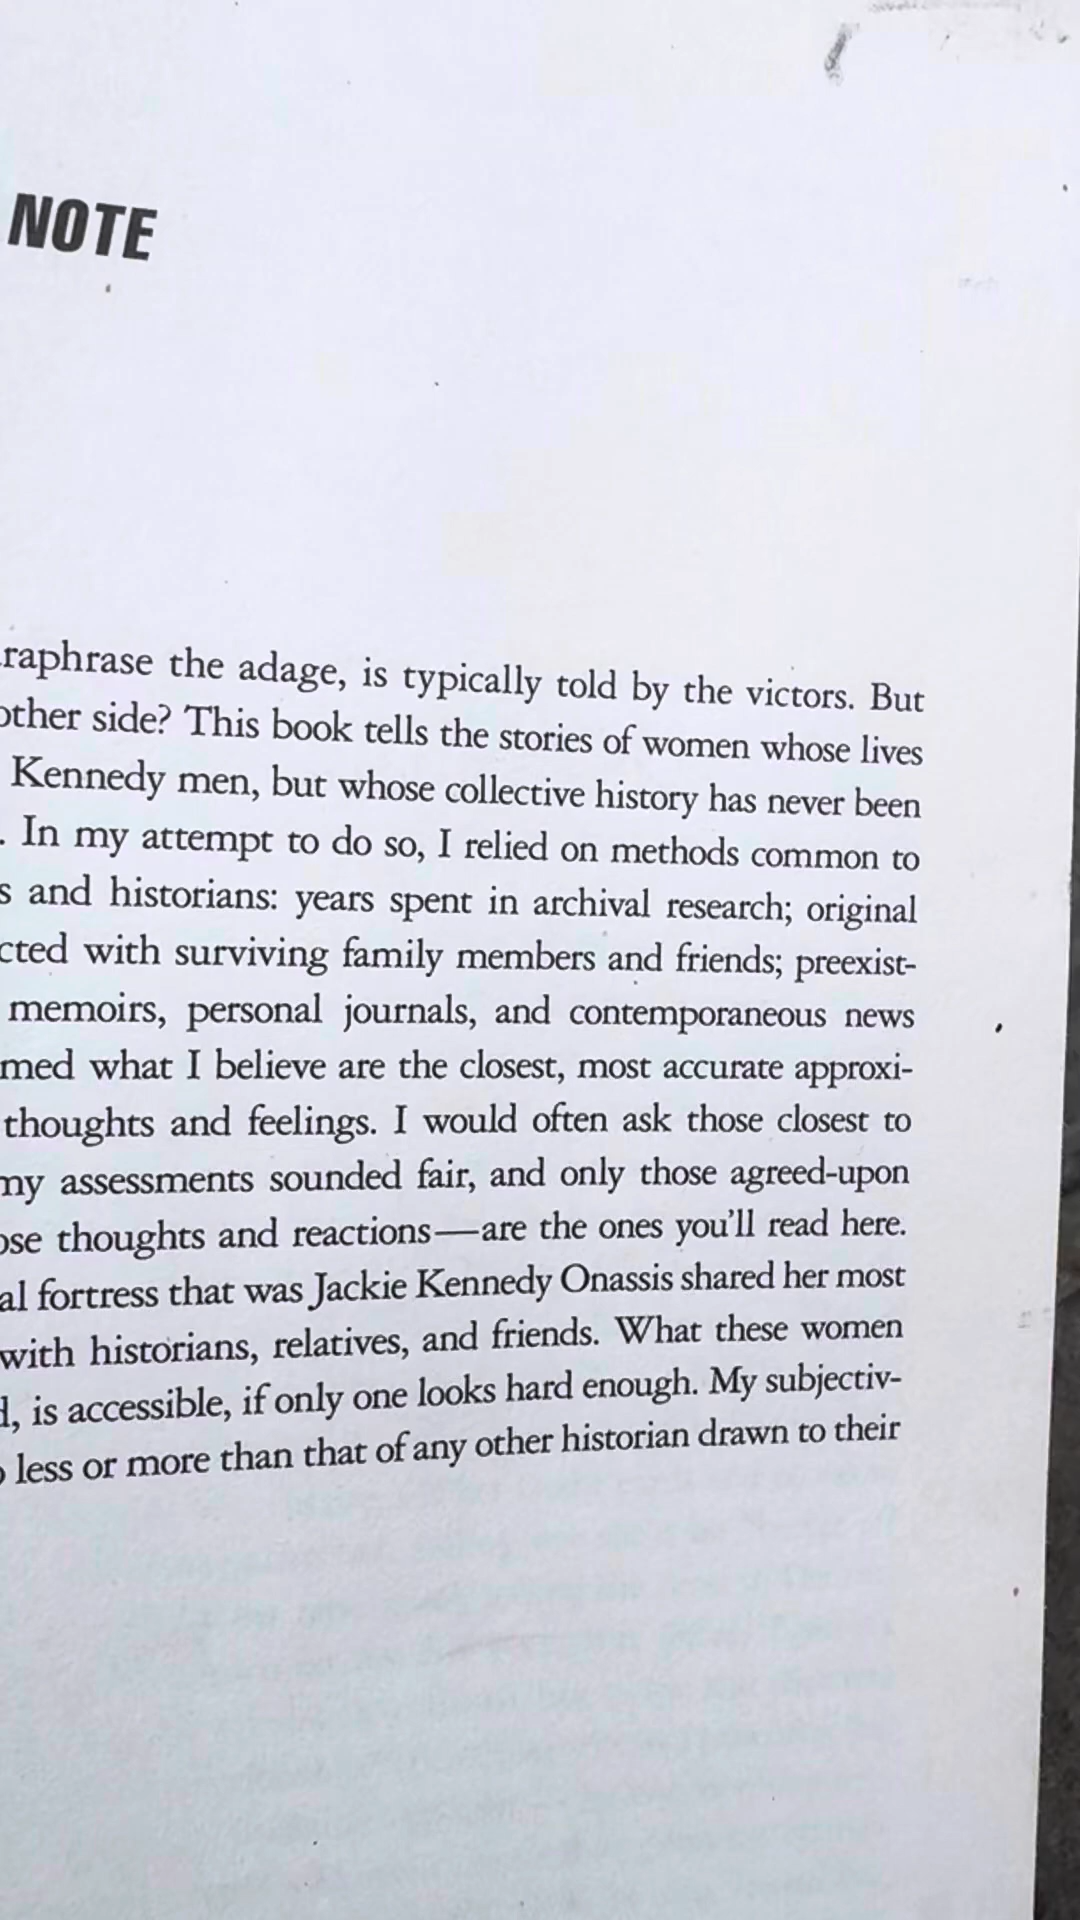 NOTE
raphrase the adage, is typically told by the victors. But
other side? This book tells the stories of women whose lives
Kennedy men, but whose collective history has never been
. In my attempt to do so, I relied on methods common to
s and historians: years spent in archival research; original
cted with surviving family members and friends; preexist-
memoirs, personal journals, and contemporaneous news
med what I believe are the closest, most accurate approxi-
thoughts and feelings. I would often ask those closest to
my assessments sounded fair, and only those agreed-upon
ose thoughts and reactions—are the ones you'll read here.
al fortress that was Jackie Kennedy Onassis shared her most
with historians, relatives, and friends. What these women
d, is accessible, if only one looks hard enough. My subjectiv-
o less or more than that of any other historian drawn to their